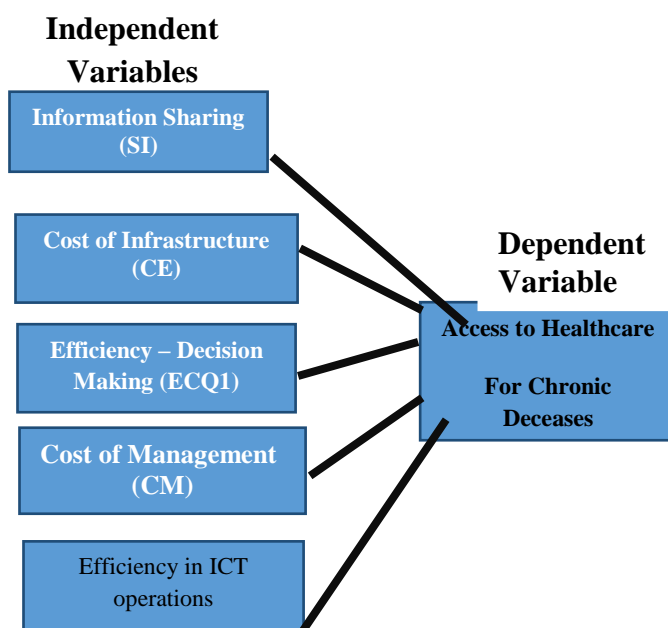 Independent
Variables
Information Sharing
(SI)
Cost of Infrastructure
(CE)
Efficiency – Decision
Making (ECQ1)
Cost of Management
(CM)
Efficiency in ICT
operations
Dependent
Variable
Access to Healthcare
For Chronic
Deceases